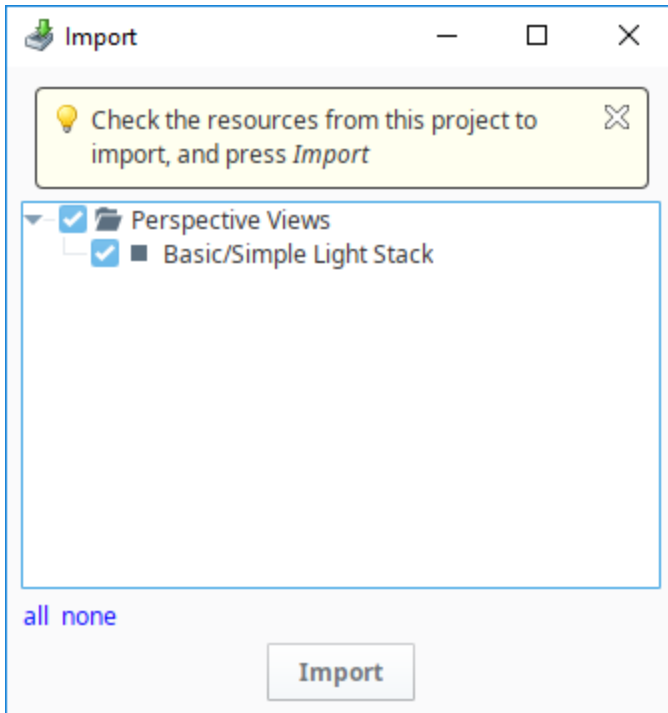 Import
Check the resources from this project to
import, and press Import
Perspective Views
Basic/Simple Light Stack
all none
Import